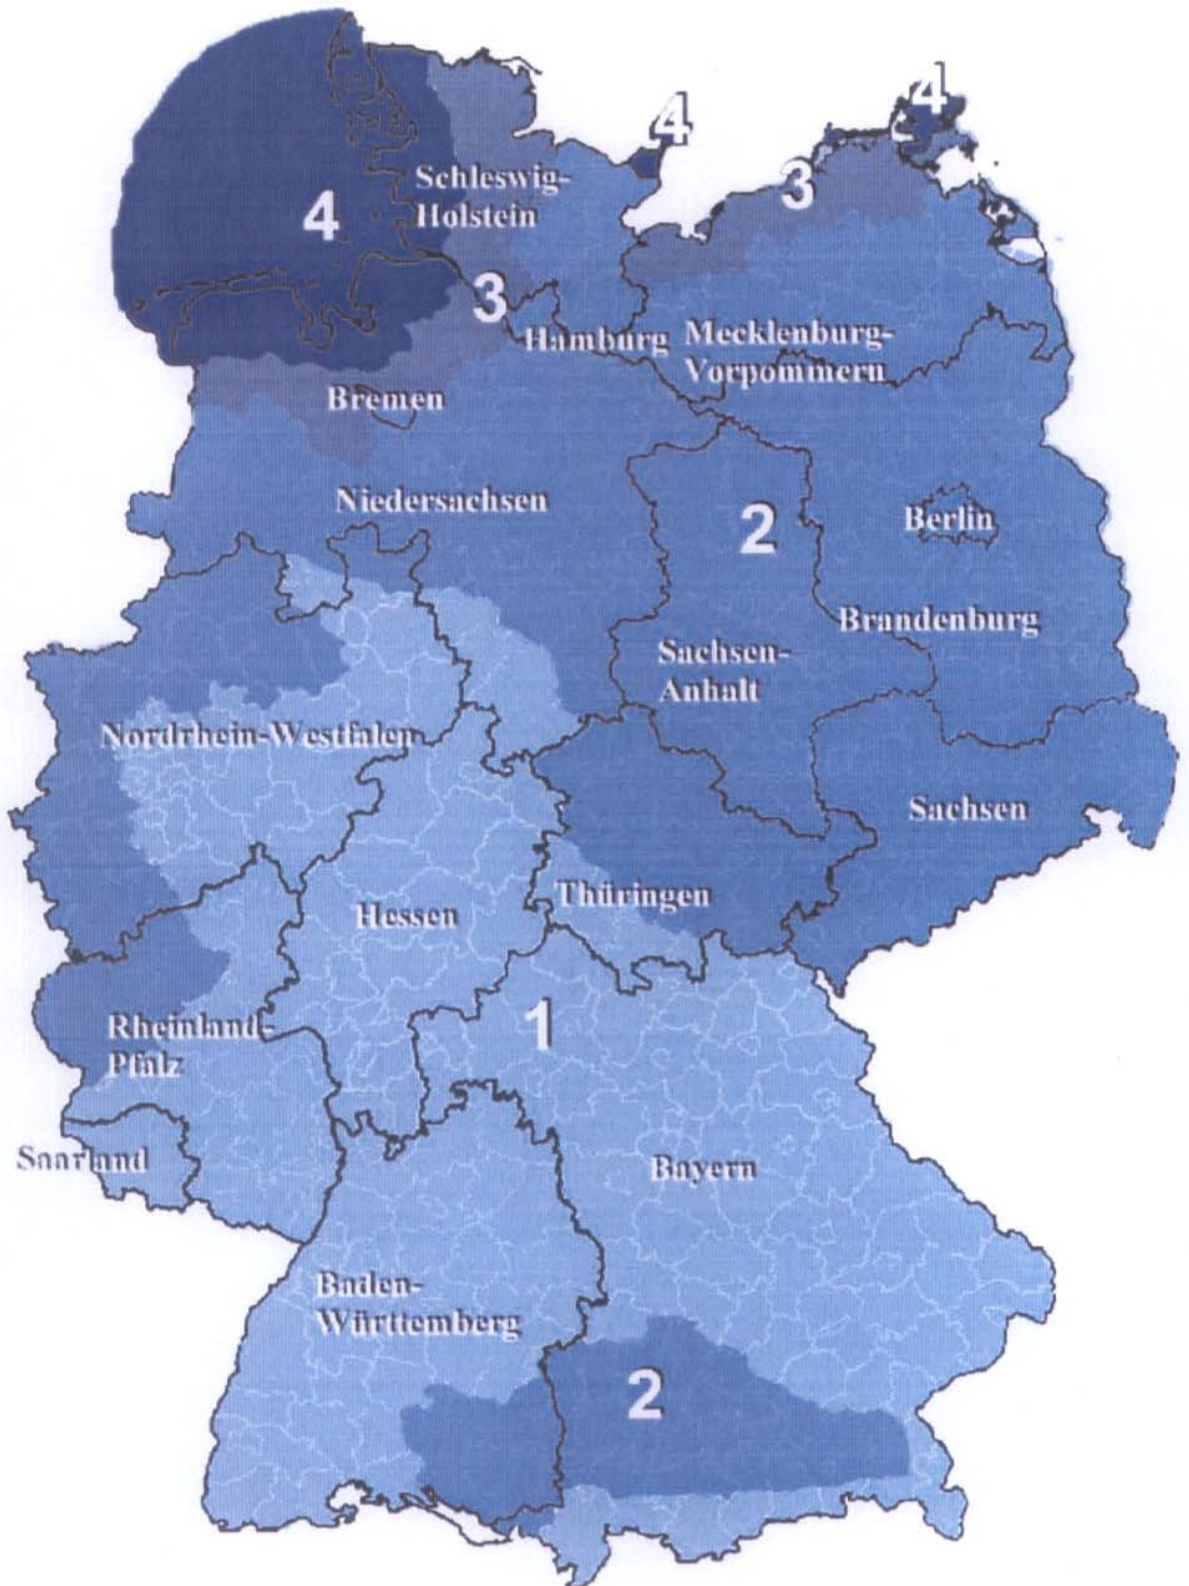 4
4
Schleswig-
Holstein
4
3
3
Hamburg
Mecklenburg-
Vorpommern
Bremen
Niedersachsen
2
Berlin
Brandenburg
Sachsen-
Anhalt
Nordrhein-Westfalen
Sachsen
Thüringen
Hessen
1
Rheinland-
Pfalz
Saarland
Bayern
Baden-
Württemberg
2